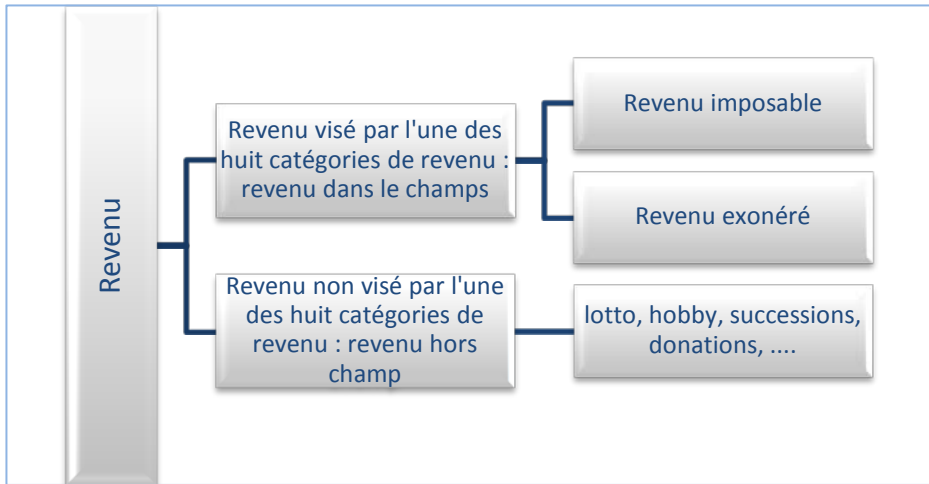 Revenu
Revenu visé par l'une des
huit catégories de revenu :
revenu dans le champs
Revenu imposable
Revenu exonéré
Revenu non visé par l'une
des huit catégories de
revenu : revenu hors
champ
lotto, hobby, successions,
donations, ....